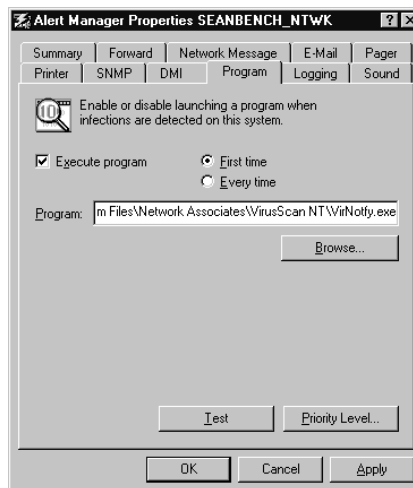 Alert Manager Properties SEANBENCH_NTWK
Summary Forward Network Message E-Mail Pager
Printer SNMP DMI Program Logging Sound
Enable or disable launching a program when
infections are detected on this system.
Execute program First time
Every time
Program: m Files\Network Associates\VirusScan NT\VirNotfy.exe
Browse...
Test Priority Level...
OK Cancel Apply